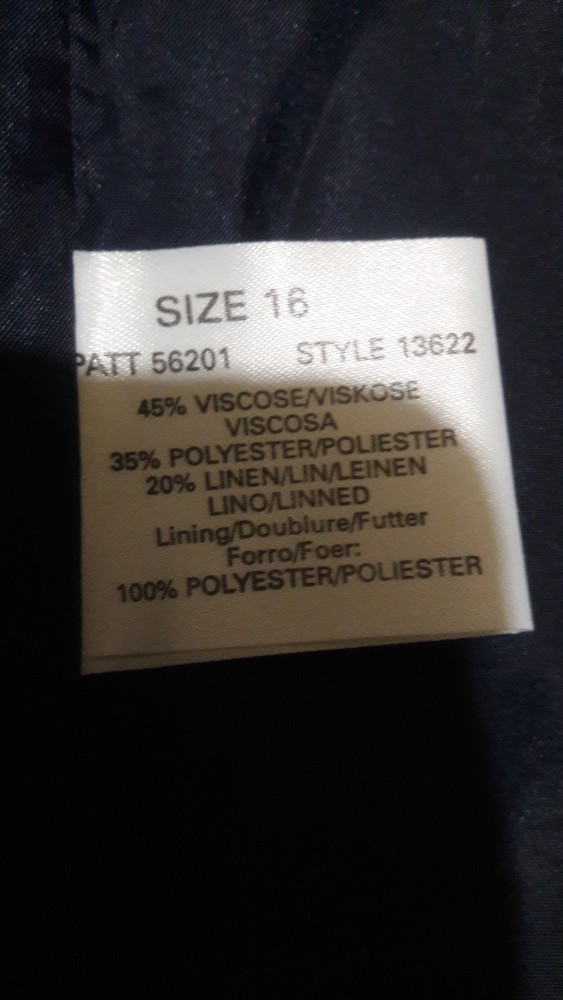 SIZE 16
PATT 56201 STYLE 13622
45% VISCOSE/VISKOSE
VISCOSA
35% POLYESTER/POLIESTER
20% LINEN/LIN/LEINEN
LINO/LINNED
Lining/Doublure/Futter
Forro/Foer:
100% POLYESTER/POLIESTER